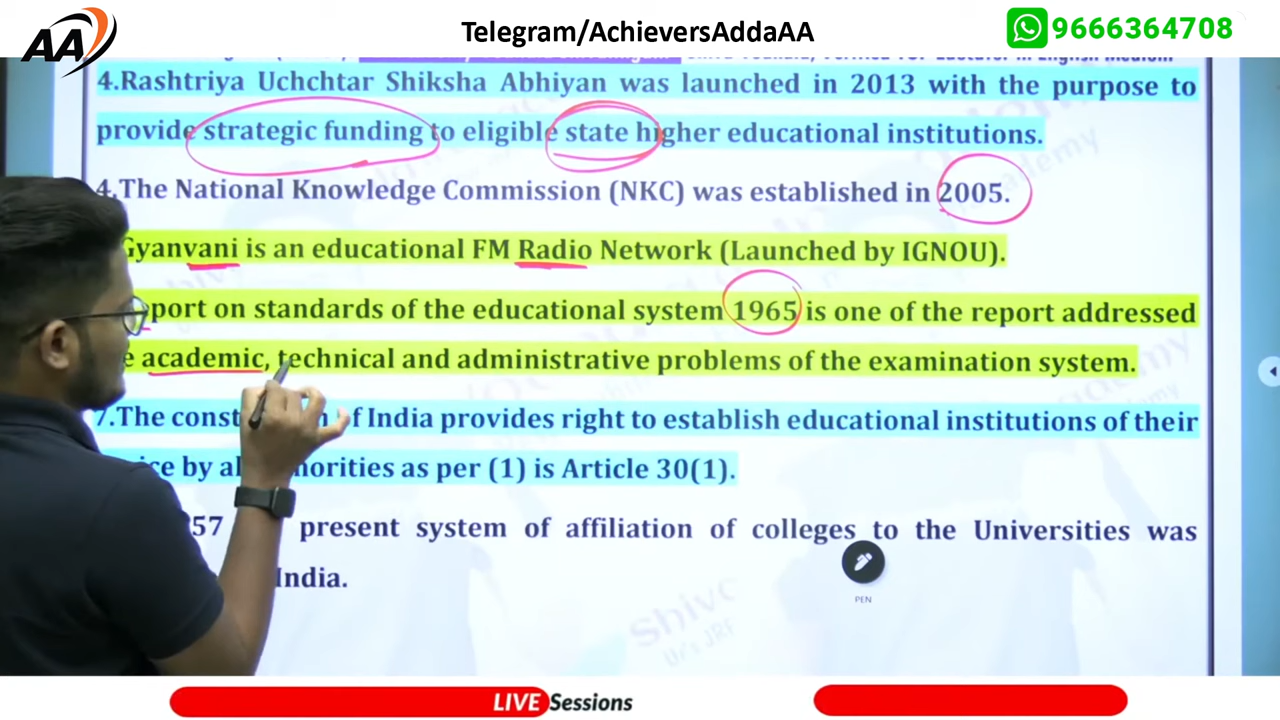 AA
Telegram/AchieversAddaAA
9666364708
4.Rashtriya Uchchtar Shiksha Abhiyan was launched in 2013 with the purpose to
provide strategic funding to eligible state higher educational institutions.
4.The National Knowledge Commission (NKC) was established in 2005.
Gyanvani is an educational FM Radio Network (Launched by IGNOU).
port on standards of the educational system 1965 is one of the report addressed
e academic, technical and administrative problems of the examination system.
7.The const of India provides right to establish educational institutions of their
ce by al norities as per (1) is Article 30(1).
57 present system of affiliation of colleges to the Universities was
India.
PEN
LIVE Sessions